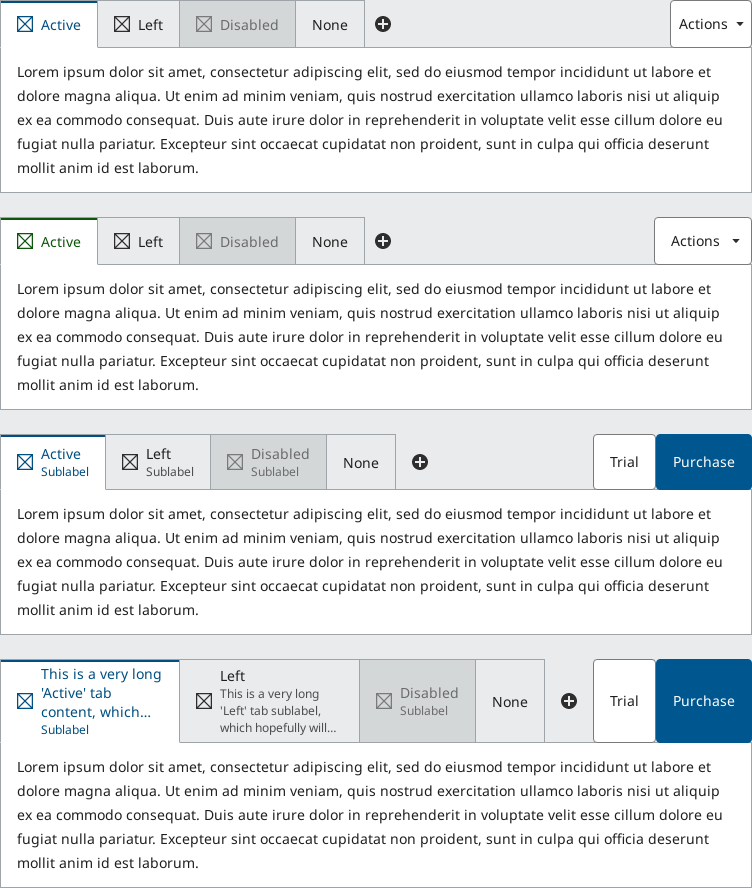 Active Left Disabled None Actions
Lorem ipsum dolor sit amet, consectetur adipiscing elit, sed do eiusmod tempor incididunt ut labore et
dolore magna aliqua. Ut enim ad minim veniam, quis nostrud exercitation ullamco laboris nisi ut aliquip
ex ea commodo consequat. Duis aute irure dolor in reprehenderit in voluptate velit esse cillum dolore eu
fugiat nulla pariatur. Excepteur sint occaecat cupidatat non proident, sunt in culpa qui officia deserunt
mollit anim id est laborum.
Active Left Disabled None Actions
Lorem ipsum dolor sit amet, consectetur adipiscing elit, sed do eiusmod tempor incididunt ut labore et
dolore magna aliqua. Ut enim ad minim veniam, quis nostrud exercitation ullamco laboris nisi ut aliquip
ex ea commodo consequat. Duis aute irure dolor in reprehenderit in voluptate velit esse cillum dolore eu
fugiat nulla pariatur. Excepteur sint occaecat cupidatat non proident, sunt in culpa qui officia deserunt
mollit anim id est laborum.
Active
Sublabel
Left
Sublabel
Disabled
Sublabel
None
Trial
Purchase
Lorem ipsum dolor sit amet, consectetur adipiscing elit, sed do eiusmod tempor incididunt ut labore et
dolore magna aliqua. Ut enim ad minim veniam, quis nostrud exercitation ullamco laboris nisi ut aliquip
ex ea commodo consequat. Duis aute irure dolor in reprehenderit in voluptate velit esse cillum dolore eu
fugiat nulla pariatur. Excepteur sint occaecat cupidatat non proident, sunt in culpa qui officia deserunt
mollit anim id est laborum.
This is a very long
'Active' tab
content, which...
Sublabel
Left
This is a very long
'Left' tab sublabel,
which hopefully will...
Disabled
Sublabel
None
Trial
Purchase
Lorem ipsum dolor sit amet, consectetur adipiscing elit, sed do eiusmod tempor incididunt ut labore et
dolore magna aliqua. Ut enim ad minim veniam, quis nostrud exercitation ullamco laboris nisi ut aliquip
ex ea commodo consequat. Duis aute irure dolor in reprehenderit in voluptate velit esse cillum dolore eu
fugiat nulla pariatur. Excepteur sint occaecat cupidatat non proident, sunt in culpa qui officia deserunt
mollit anim id est laborum.